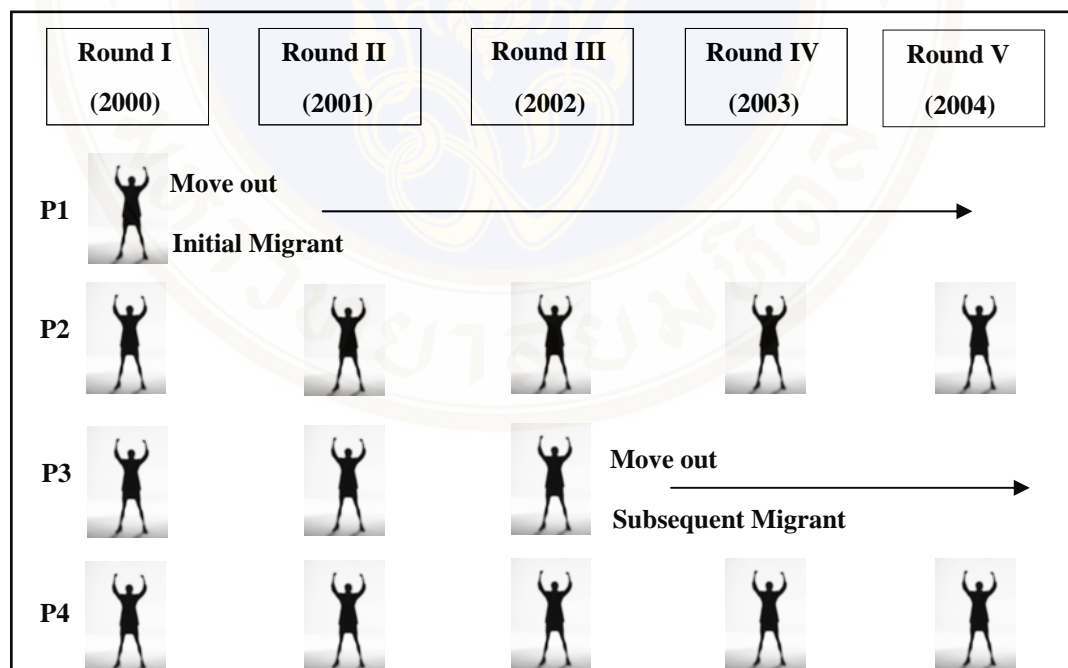 Round I
(2000)
Round II
(2001)
Round III
(2002)
Round IV
(2003)
Round V
(2004)
P1
Move out
Initial Migrant
P2
P3
Move out
Subsequent Migrant
P4